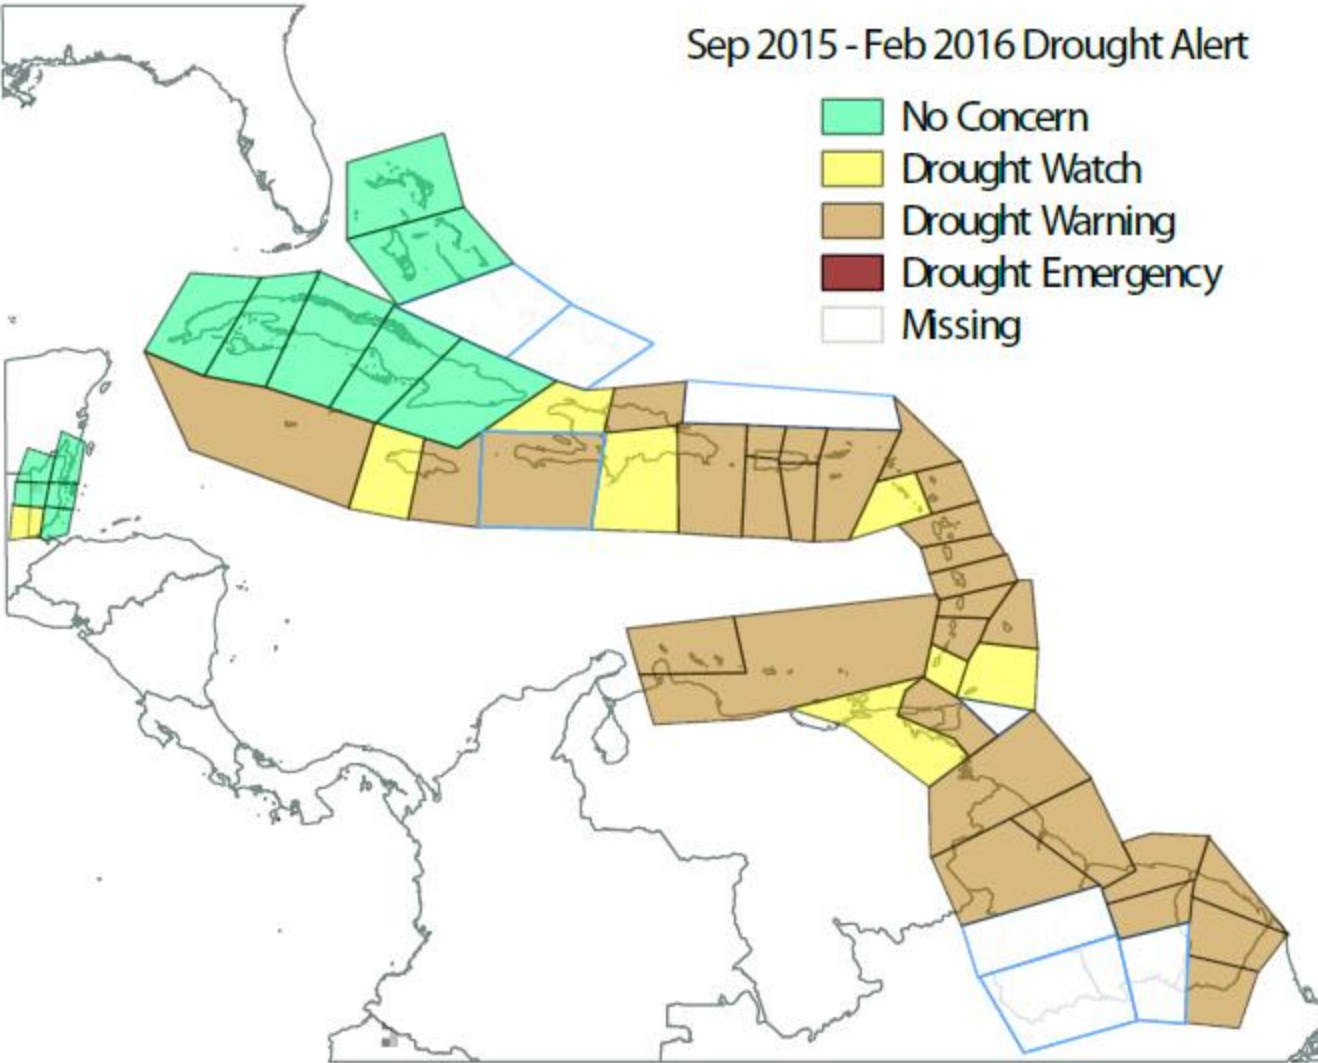 Sep 2015 - Feb 2016 Drought Alert
No Concern
Drought Watch
Drought Warning
Drought Emergency
Missing